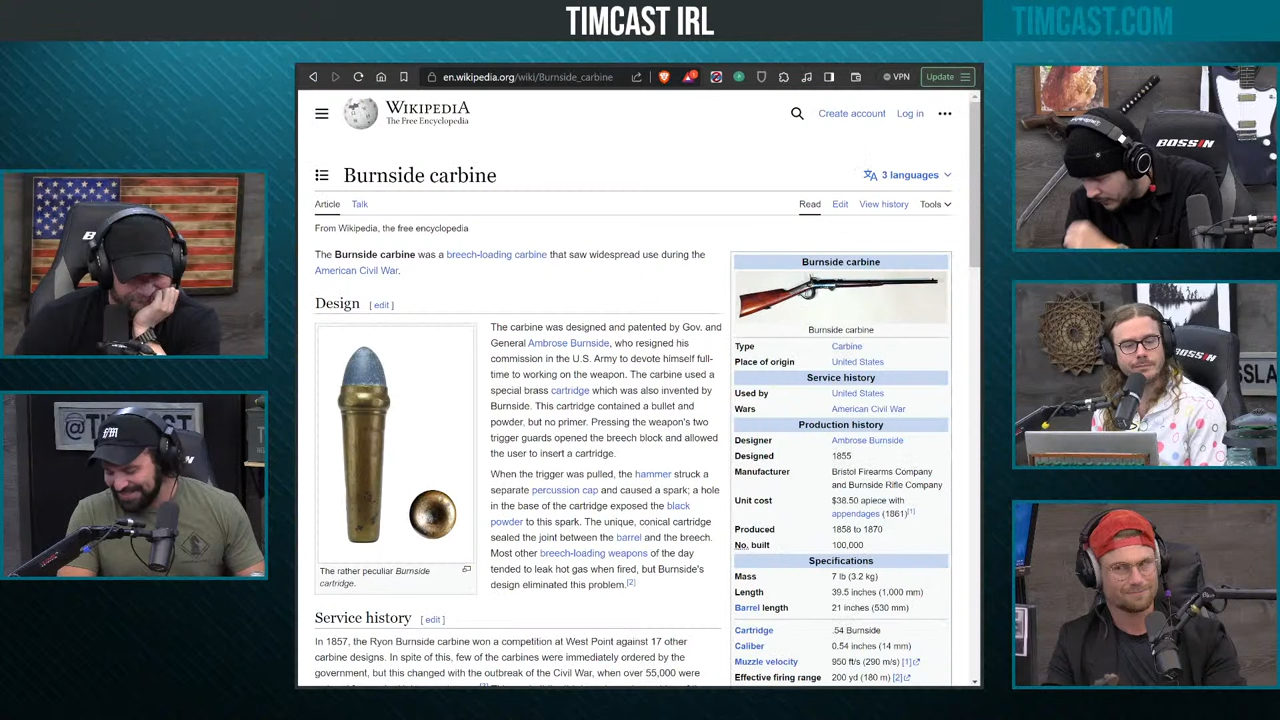 TIMCAST IRL
TIMCAST.COM
en.wikipedia.org/wiki/Burnside_carbine
VPN
Update
WIKIPEDIA
The Free Encyclopedia
Create account
Log in
Burnside carbine
3 languages
Article
Talk
Read
Edit
View history
Tools
From Wikipedia, the free encyclopedia
The Burnside carbine was a breech-loading carbine that saw widespread use during the
American Civil War.
Design
[ edit ]
The rather peculiar Burnside
cartridge.
The carbine was designed and patented by Gov. and
General Ambrose Burnside, who resigned his
commission in the U.S. Army to devote himself full-
time to working on the weapon. The carbine used a
special brass cartridge which was also invented by
Burnside. This cartridge contained a bullet and
powder, but no primer. Pressing the weapon's two
trigger guards opened the breech block and allowed
the user to insert a cartridge.
When the trigger was pulled, the hammer struck a
separate percussion cap and caused a spark; a hole
in the base of the cartridge exposed the black
powder to this spark. The unique, conical cartridge
sealed the joint between the barrel and the breech.
Most other breech-loading weapons of the day
tended to leak hot gas when fired, but Burnside's
design eliminated this problem.[2]
Service history
[ edit ]
In 1857, the Ryon Burnside carbine won a competition at West Point against 17 other
carbine designs. In spite of this, few of the carbines were immediately ordered by the
government, but this changed with the outbreak of the Civil War, when over 55,000 were
Burnside carbine
Burnside carbine
Type Carbine
Place of origin United States
Service history
Used by United States
Wars American Civil War
Production history
Designer Ambrose Burnside
Designed 1855
Manufacturer Bristol Firearms Company
and Burnside Rifle Company
Unit cost $38.50 apiece with
appendages (1861)[1]
Produced 1858 to 1870
No. built 100,000
Specifications
Mass 7 lb (3.2 kg)
Length 39.5 inches (1,000 mm)
Barrel length 21 inches (530 mm)
Cartridge .54 Burnside
Caliber 0.54 inches (14 mm)
Muzzle velocity 950 ft/s (290 m/s) [1]
Effective firing range 200 yd (180 m) [2]
BOSSIN
BOSSIN
@TIMCAST